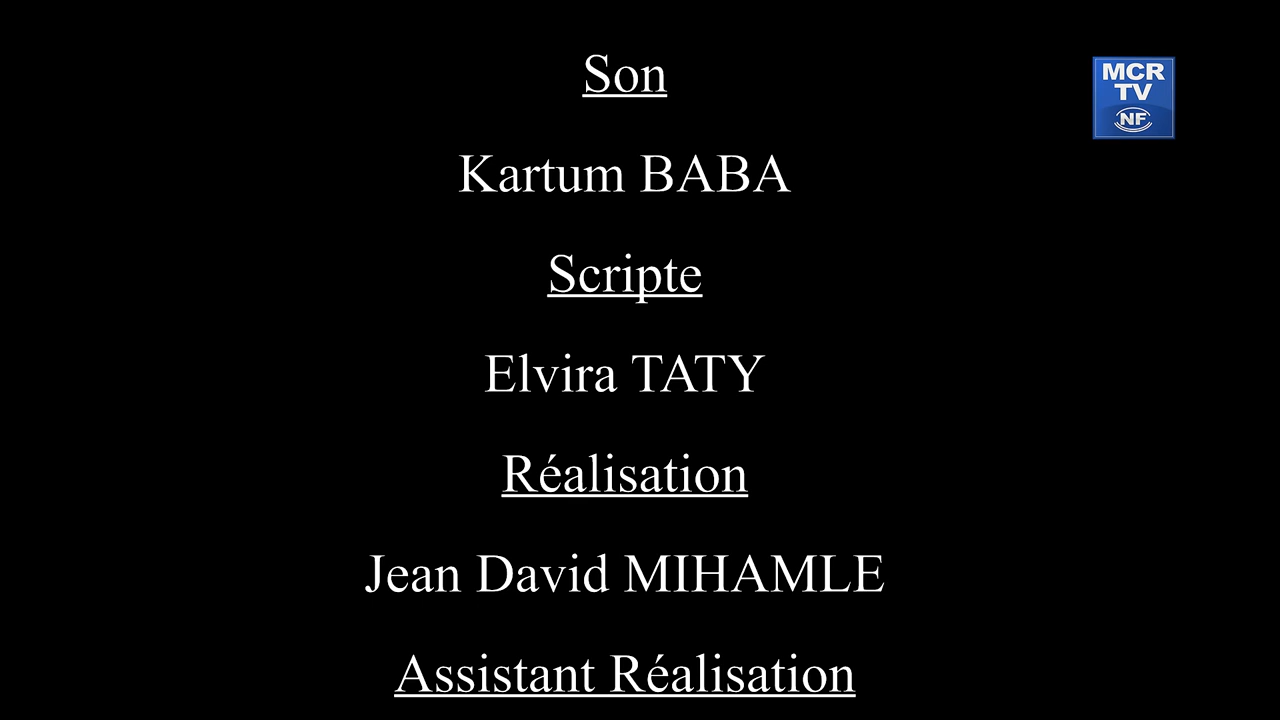 Son
MCR
TV
NF
Kartum BABA
Scripte
Elvira TATY
Réalisation
Jean David MIHAMLE
Assistant Réalisation